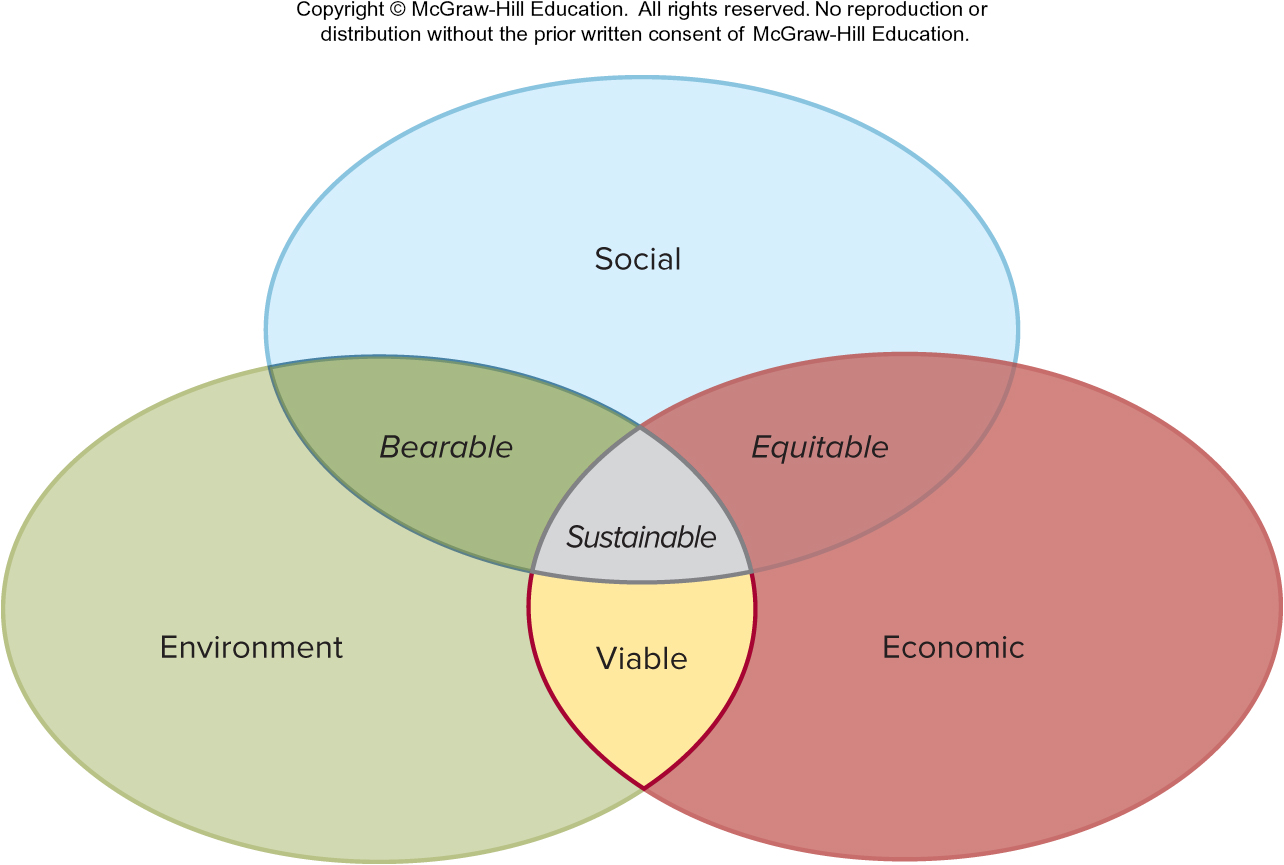 Copyright © McGraw-Hill Education. All rights reserved. No reproduction or
distribution without the prior written consent of McGraw-Hill Education.
Social
Bearable
Equitable
Sustainable
Environment
Viable
Economic